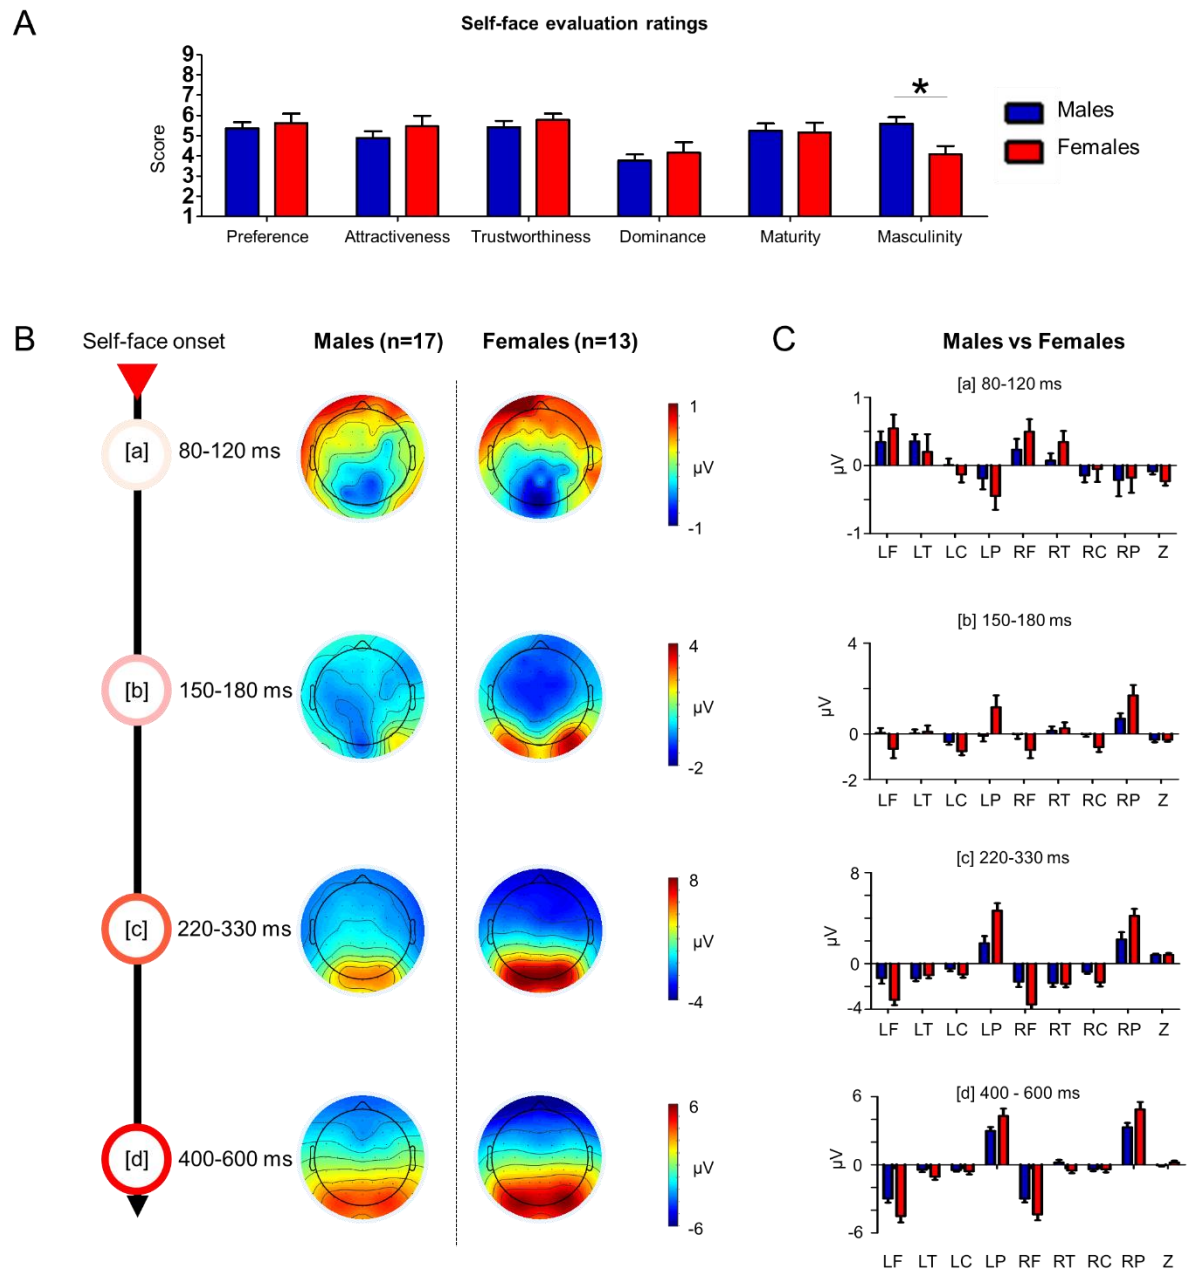 A
Self-face evaluation ratings
9
8
7
6
5
4
3
2
1
Score
Preference Attractiveness Trustworthiness Dominance Maturity Masculinity
*
Males
Females
B
Self-face onset
Males (n=17) Females (n=13)
[a] 80-120 ms
1
µV
-1
[b] 150-180 ms
4
µV
-2
[c] 220-330 ms
8
µV
-4
[d] 400-600 ms
6
µV
-6
C
Males vs Females
[a] 80-120 ms
1
0
-1
µV
LF LT LC LP RF RT RC RP Z
[b] 150-180 ms
4
0
-2
µV
LF LT LC LP RF RT RC RP Z
[c] 220-330 ms
8
0
-4
µV
LF LT LC LP RF RT RC RP Z
[d] 400 - 600 ms
6
0
-6
µV
LF LT LC LP RF RT RC RP Z